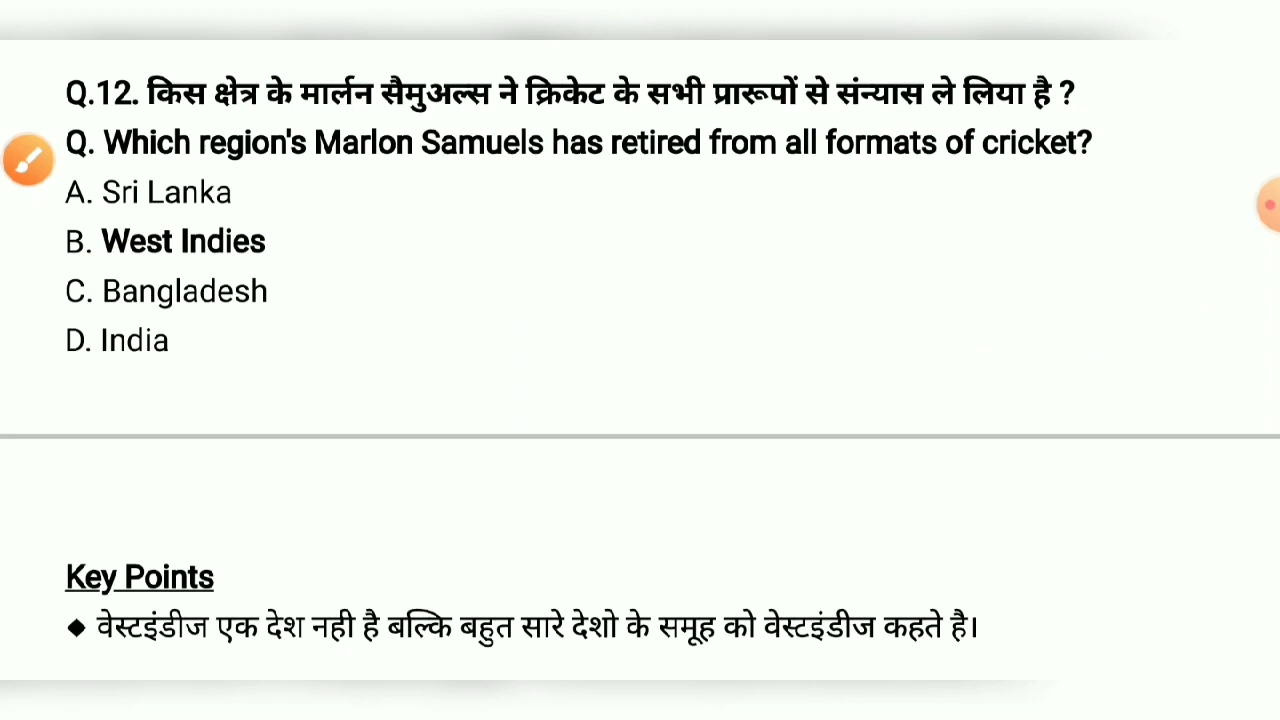 Q.12. किस क्षेत्र के मार्लन सैमुअल्स ने क्रिकेट के सभी प्रारूपों से संन्यास ले लिया है ?
Q. Which region's Marlon Samuels has retired from all formats of cricket?
A. Sri Lanka
B. West Indies
C. Bangladesh
D. India
Key Points
◆ वेस्टइंडीज एक देश नही है बल्कि बहुत सारे देशो के समूह को वेस्टइंडीज कहते है।